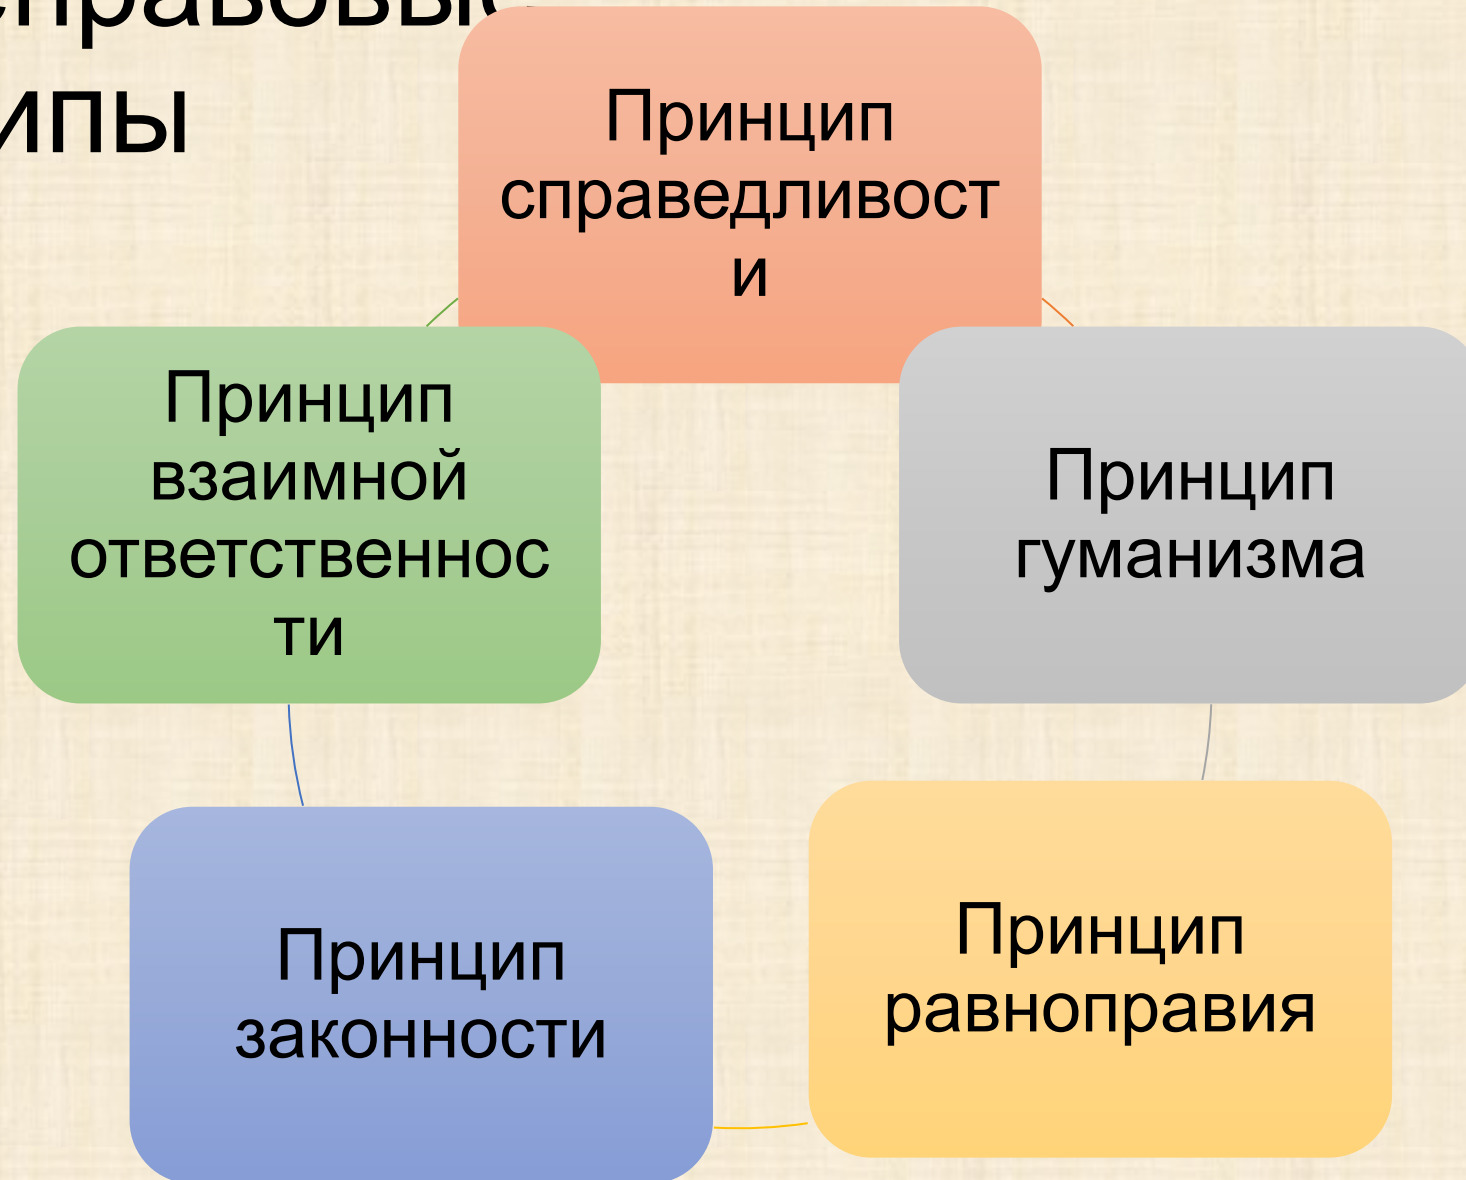 ипы
Принцип
справедливост
и
Принцип
взаимной
ответственнос
ти
Принцип
гуманизма
Принцип
законности
Принцип
равноправия